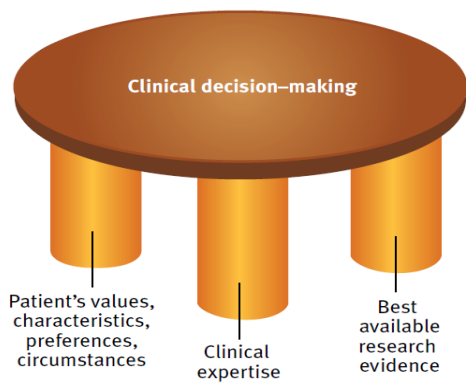 Clinical decision–making
Patient's values,
characteristics,
preferences,
circumstances
Clinical
expertise
Best
available
research
evidence